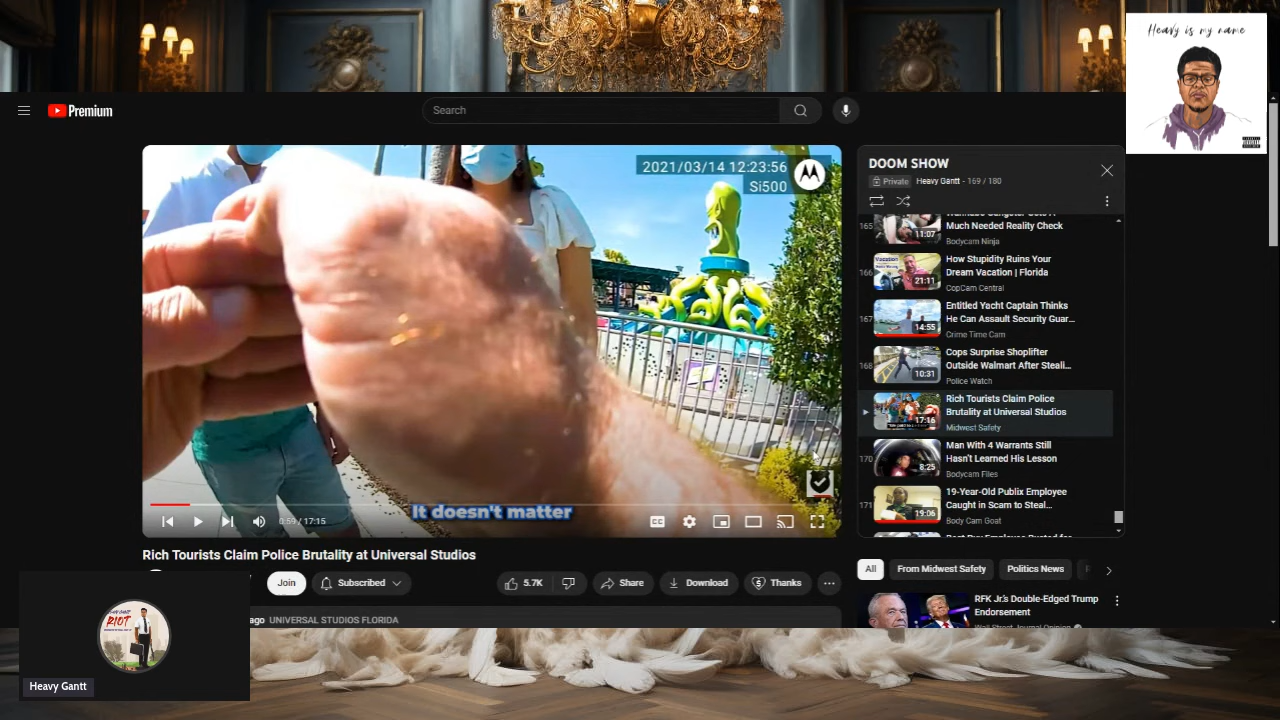 Heavy is my name
Premium
Search
2021/03/14 12:23:56
Si500
It doesn't matter
0:59 / 17:15
CC
DOOM SHOW
Private Heavy Gantt - 169 / 180
165
11:07
Much Needed Reality Check
Bodycam Ninja
166
21:11
How Stupidity Ruins Your
Dream Vacation | Florida
CopCam Central
167
14:55
Entitled Yacht Captain Thinks
He Can Assault Security Guar...
Crime Time Cam
168
10:31
Cops Surprise Shoplifter
Outside Walmart After Steali...
Police Watch
17:16
Rich Tourists Claim Police
Brutality at Universal Studios
Midwest Safety
170
8:25
Man With 4 Warrants Still
Hasn't Learned His Lesson
Bodycam Files
171
19:06
19-Year-Old Publix Employee
Caught in Scam to Steal...
Body Cam Goat
Rich Tourists Claim Police Brutality at Universal Studios
Join
Subscribed
5.7K
Share
Download
Thanks
ago UNIVERSAL STUDIOS FLORIDA
All
From Midwest Safety
Politics News
RFK Jr.'s Double-Edged Trump
Endorsement
RIOT
Heavy Gantt